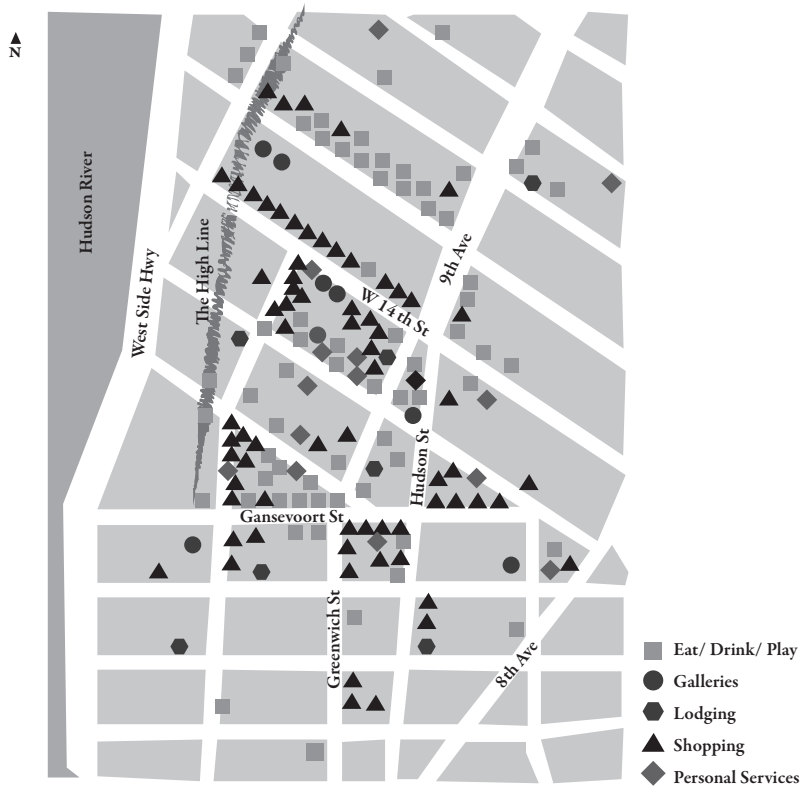 N
Hudson River
West Side Hwy
The High Line
W 14th St
9th Ave
Hudson St
Gansevoort St
Greenwich St
8th Ave
Eat/ Drink/ Play
Galleries
Lodging
Shopping
Personal Services